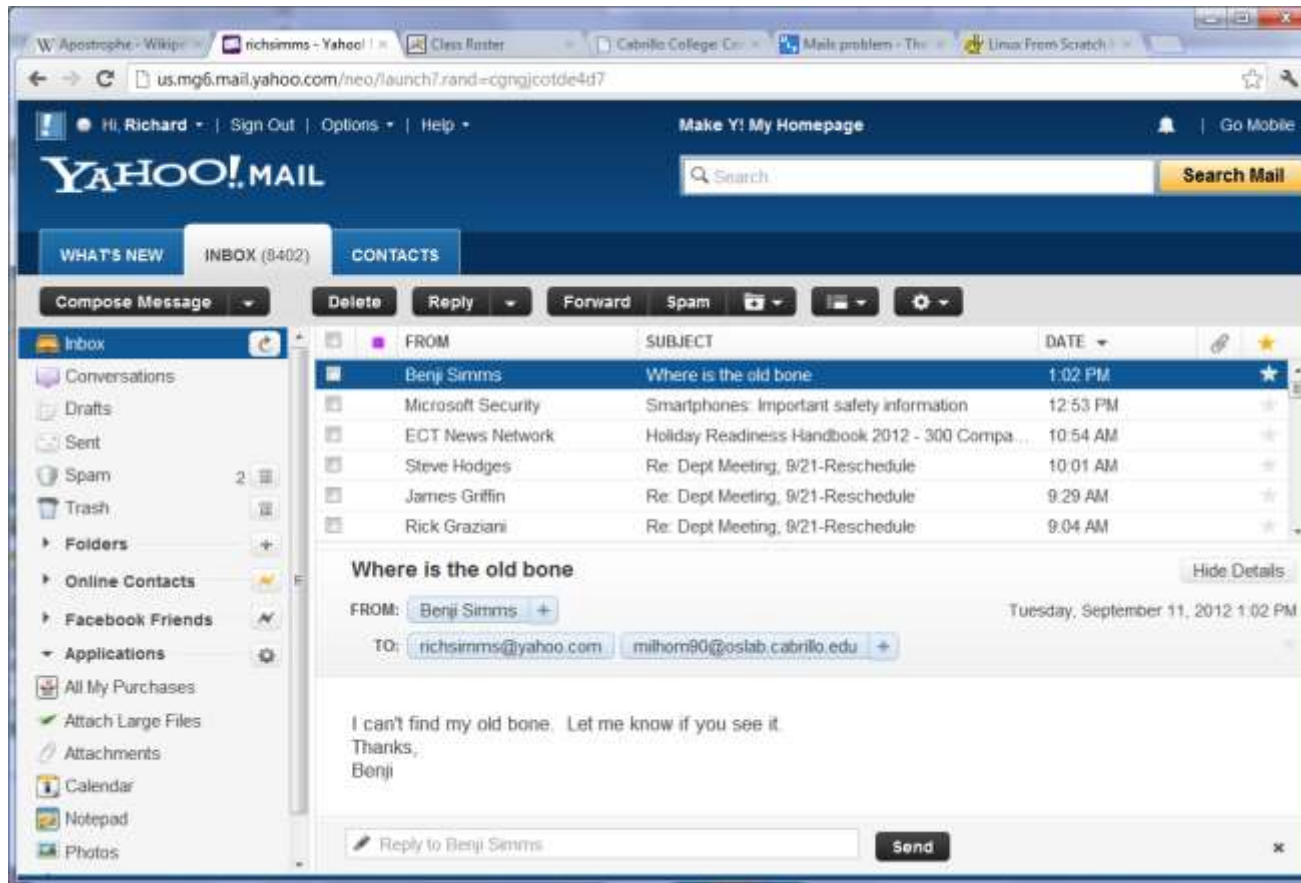 Apostrophe - Wikip
richsimms - Yahoo!
Class Roster
Cabrillo College:
Mails problem - The
Linux From Scratch
us.mg6.mail.yahoo.com/neo/launch?.rand=cgngjcotde4d7
Hi, Richard | Sign Out | Options | Help
Make Y! My Homepage
| Go Mobile
YAHOO! MAIL
Search
Search Mail
WHAT'S NEW
INBOX (8402)
CONTACTS
Compose Message
Delete
Reply
Forward
Spam
Inbox
Conversations
Drafts
Sent
Spam 2
Trash
Folders
Online Contacts
Facebook Friends
Applications
All My Purchases
Attach Large Files
Attachments
Calendar
Notepad
Photos
FROM SUBJECT DATE
Benji Simms Where is the old bone 1:02 PM
Microsoft Security Smartphones: Important safety information 12:53 PM
ECT News Network Holiday Readiness Handbook 2012 - 300 Compa... 10:54 AM
Steve Hodges Re: Dept Meeting, 9/21-Reschedule 10:01 AM
James Griffin Re: Dept Meeting, 9/21-Reschedule 9:29 AM
Rick Graziani Re: Dept Meeting, 9/21-Reschedule 9:04 AM
Where is the old bone
Hide Details
FROM: Benji Simms +
Tuesday, September 11, 2012 1:02 PM
TO: richsimms@yahoo.com milhom90@oslab.cabrillo.edu +
I can't find my old bone. Let me know if you see it.
Thanks,
Benji
Reply to Benji Simms
Send